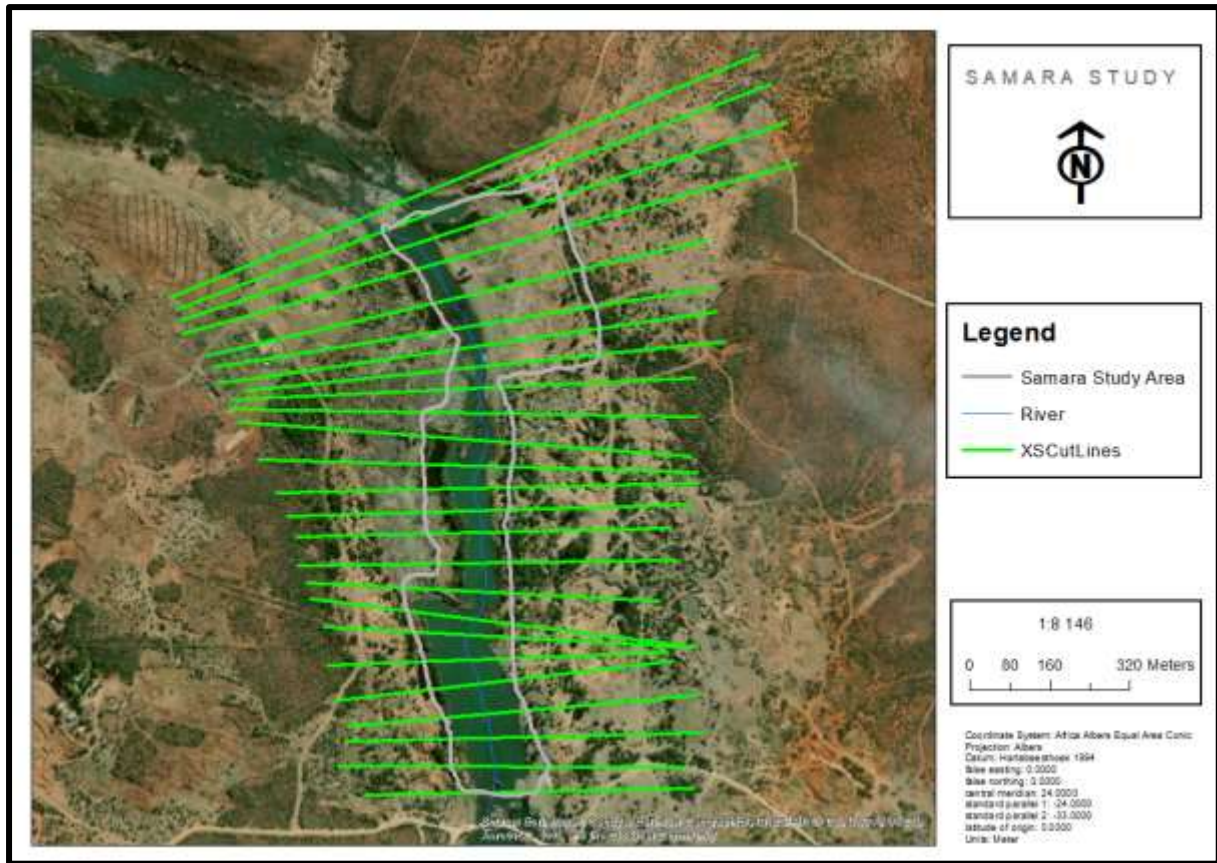 SAMARA STUDY
N
Legend
Samara Study Area
River
XSCutLines
1:8 146
0 80 160 320 Meters
Coordinate System: Africa Albers Equal Area Conic
Projection: Albers
Datum: Hartebeesthoek 1994
false easting: 0.0000
false northing: 0.0000
central meridian: 24.0000
standard parallel 1: -24.0000
standard parallel 2: -33.0000
latitude of origin: 0.0000
Units: Meter